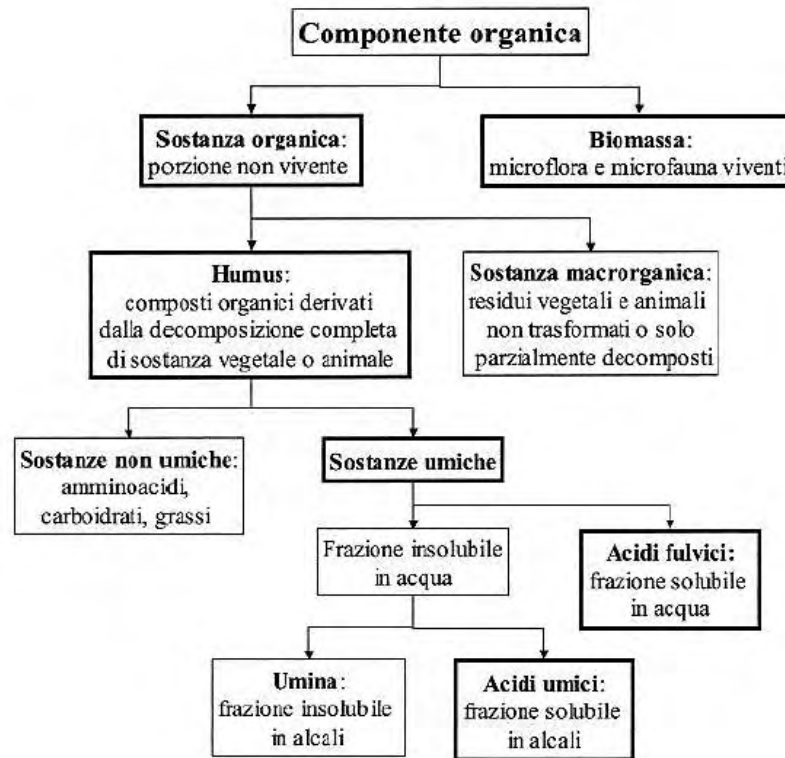 Componente organica
Sostanza organica:
porzione non vivente
Biomassa:
microflora e microfauna viventi
Humus:
composti organici derivati
dalla decomposizione completa
di sostanza vegetale o animale
Sostanza macrorganica:
residui vegetali e animali
non trasformati o solo
parzialmente decomposti
Sostanze non umiche:
amminoacidi,
carboidrati, grassi
Sostanze umiche
Frazione insolubile
in acqua
Acidi fulvici:
frazione solubile
in acqua
Umina:
frazione insolubile
in alcali
Acidi umici:
frazione solubile
in alcali